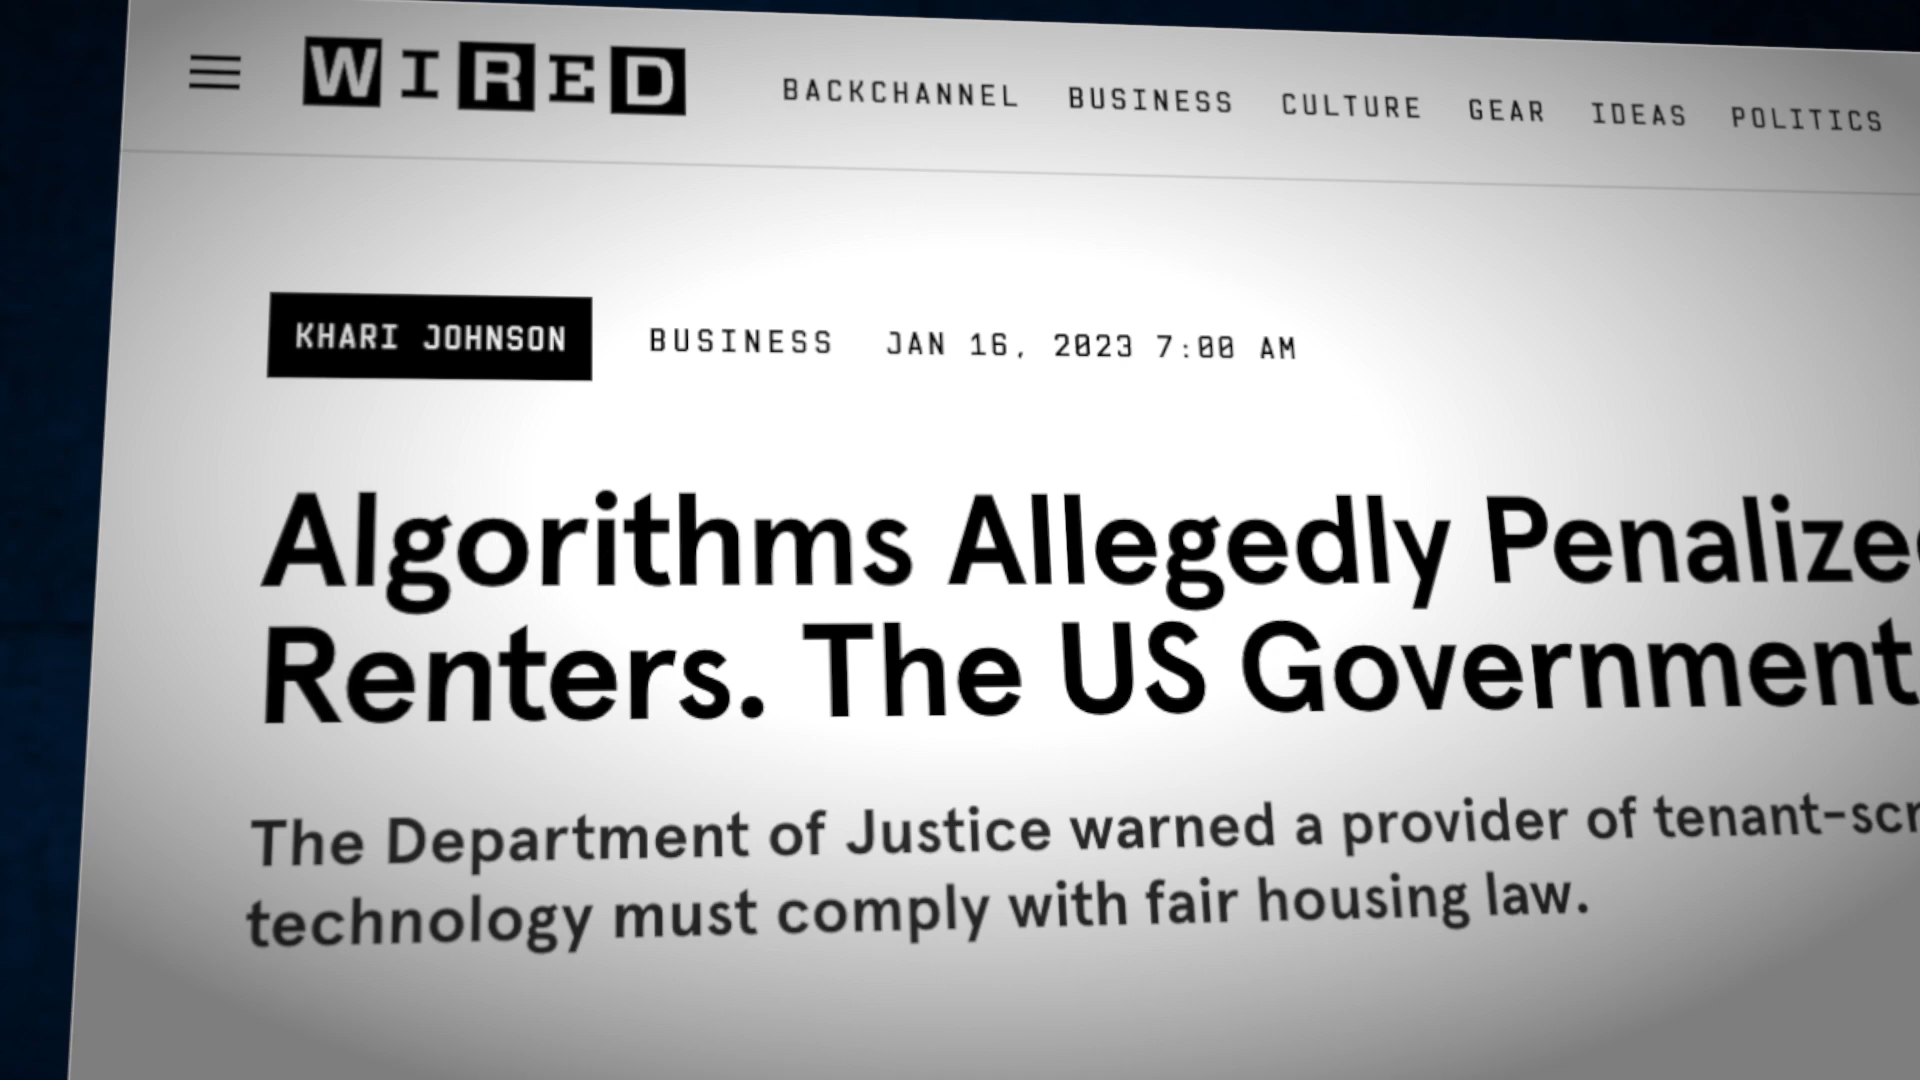 WIRED
BACKCHANNEL BUSINESS CULTURE GEAR IDEAS POLITICS
KHARI JOHNSON BUSINESS JAN 16, 2023 7:00 AM
Algorithms Allegedly Penalized
Renters. The US Government
The Department of Justice warned a provider of tenant-scr
technology must comply with fair housing law.